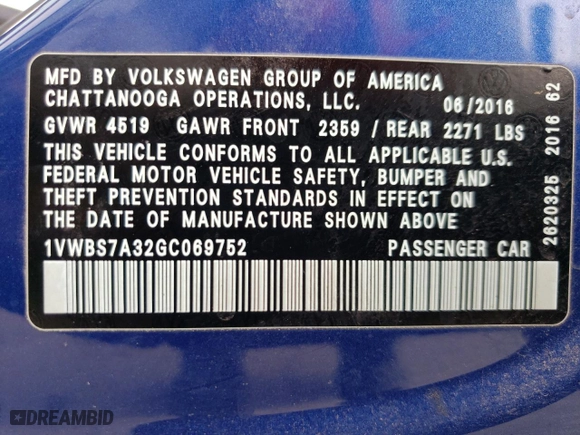 MFD BY VOLKSWAGEN GROUP OF AMERICA
CHATTANOOGA OPERATIONS, LLC. 06/2016
GVWR 4519 GAWR FRONT 2359 / REAR 2271 LBS
THIS VEHICLE CONFORMS TO ALL APPLICABLE U.S.
FEDERAL MOTOR VEHICLE SAFETY, BUMPER AND
THEFT PREVENTION STANDARDS IN EFFECT ON
THE DATE OF MANUFACTURE SHOWN ABOVE
1VWBS7A32GC069752 PASSENGER CAR
2620325 2016 62
DREAMBID